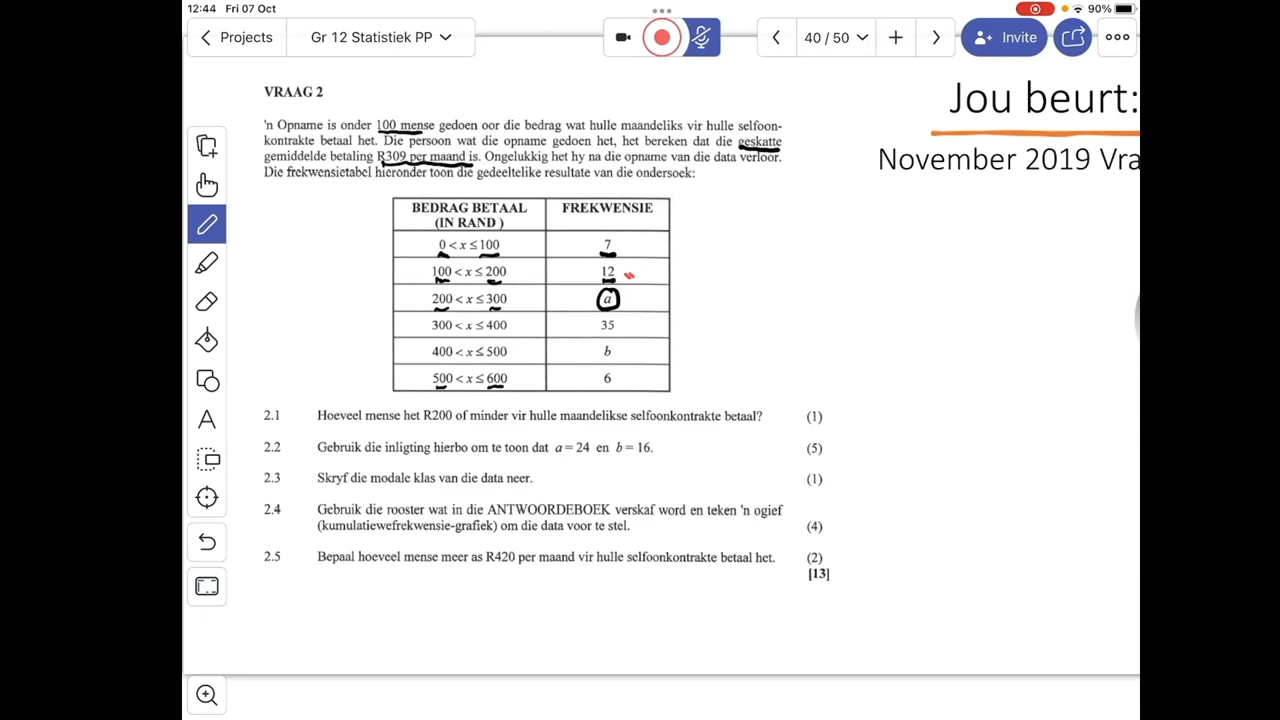 12:44 Fri 07 Oct
90%
Projects
Gr 12 Statistiek PP
40 / 50
Invite
Jou beurt:
November 2019 Vra
VRAAG 2
'n Opname is onder 100 mense gedoen oor die bedrag wat hulle maandeliks vir hulle selfoon-
kontrakte betaal het. Die persoon wat die opname gedoen het, het bereken dat die geskatte
gemiddelde betaling R309 per maand is. Ongelukkig het hy na die opname van die data verloor.
Die frekwensietabel hieronder toon die gedeeltelike resultate van die ondersoek:
BEDRAG BETAAL (IN RAND ) FREKWENSIE
0 < x ≤ 100 7
100 < x ≤ 200 12
200 < x ≤ 300 a
300 < x ≤ 400 35
400 < x ≤ 500 b
500 < x ≤ 600 6
2.1 Hoeveel mense het R200 of minder vir hulle maandelikse selfoonkontrakte betaal? (1)
2.2 Gebruik die inligting hierbo om te toon dat a = 24 en b = 16. (5)
2.3 Skryf die modale klas van die data neer. (1)
2.4 Gebruik die rooster wat in die ANTWOORDEBOEK verskaf word en teken 'n ogief
(kumulatiewefrekwensie-grafiek) om die data voor te stel. (4)
2.5 Bepaal hoeveel mense meer as R420 per maand vir hulle selfoonkontrakte betaal het. (2)
[13]